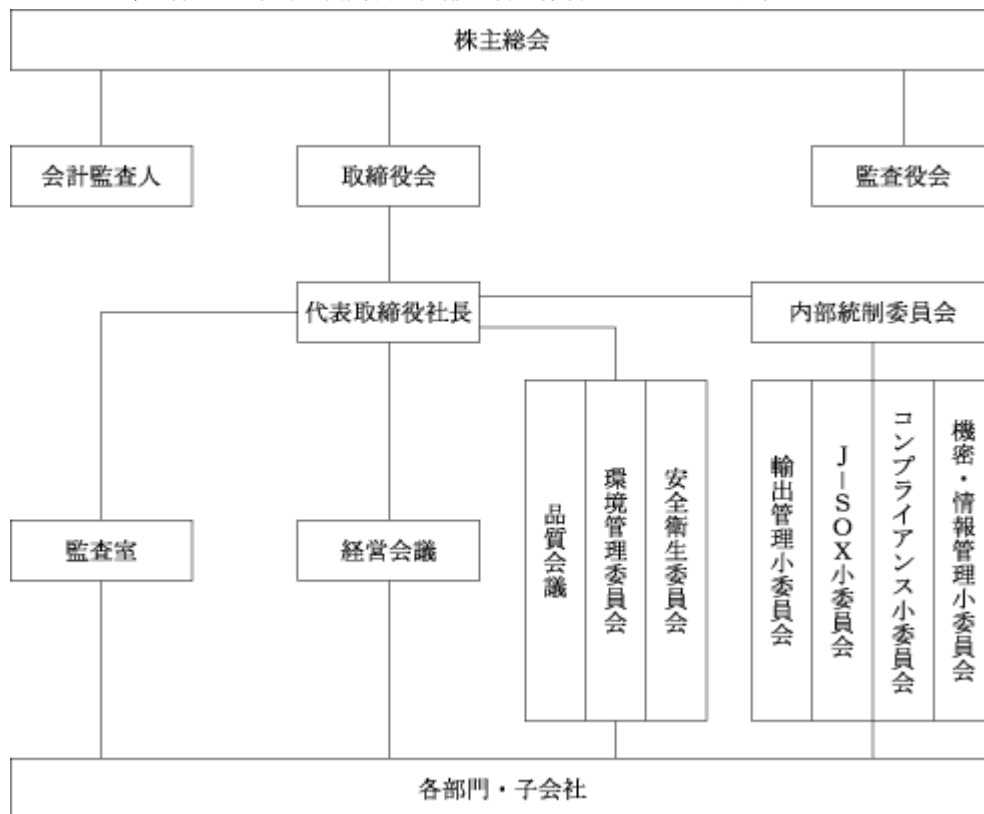 株主総会
会計監査人
取締役会
監査役会
代表取締役社長
内部統制委員会
監査室
経営会議
品質会議
環境管理委員会
安全衛生委員会
輸出管理小委員会
J－SOX小委員会
コンプライアンス小委員会
機密・情報管理小委員会
各部門・子会社